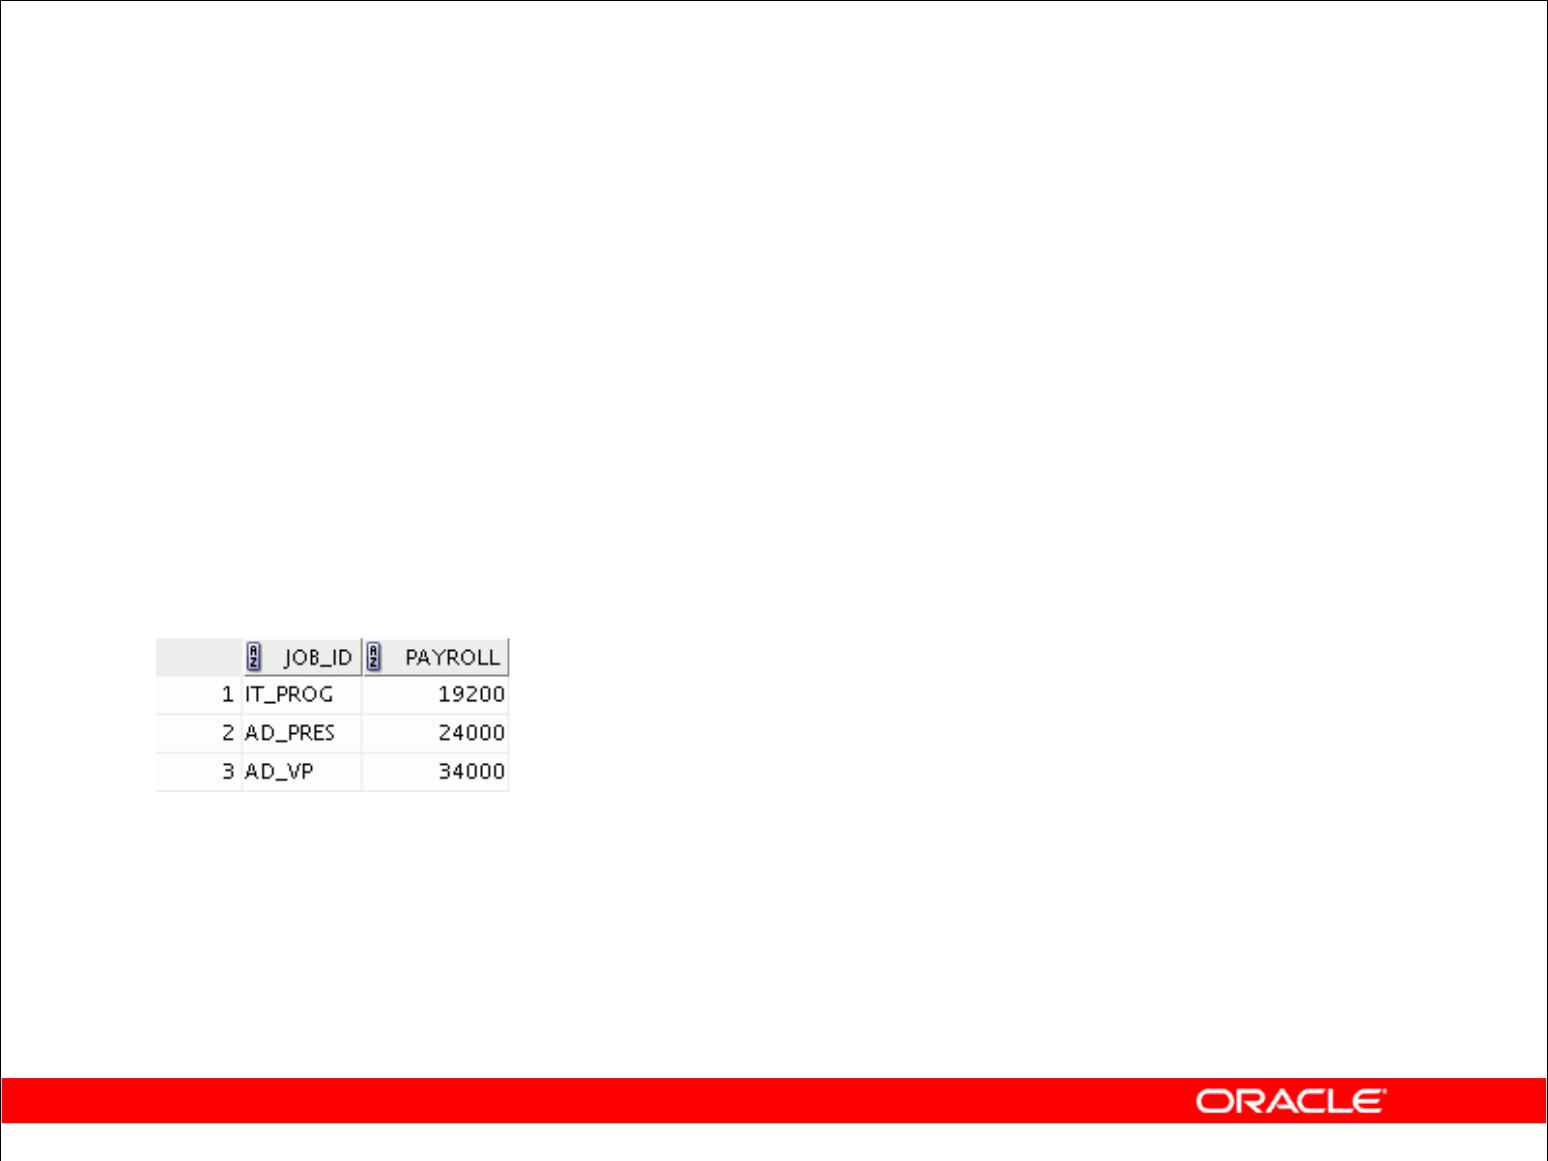 JOB_ID PAYROLL
1 IT_PROG 19200
2 AD_PRES 24000
3 AD_VP 34000
ORACLE